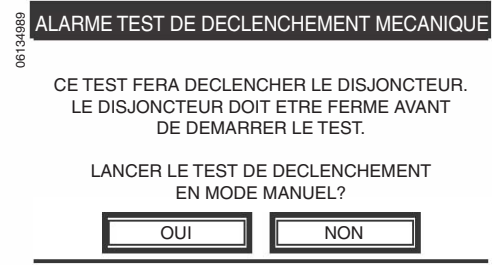 06134989
ALARME TEST DE DECLENCHEMENT MECANIQUE
CE TEST FERA DECLENCHER LE DISJONCTEUR.
LE DISJONCTEUR DOIT ETRE FERME AVANT
DE DEMARRER LE TEST.
LANCER LE TEST DE DECLENCHEMENT
EN MODE MANUEL?
OUI
NON